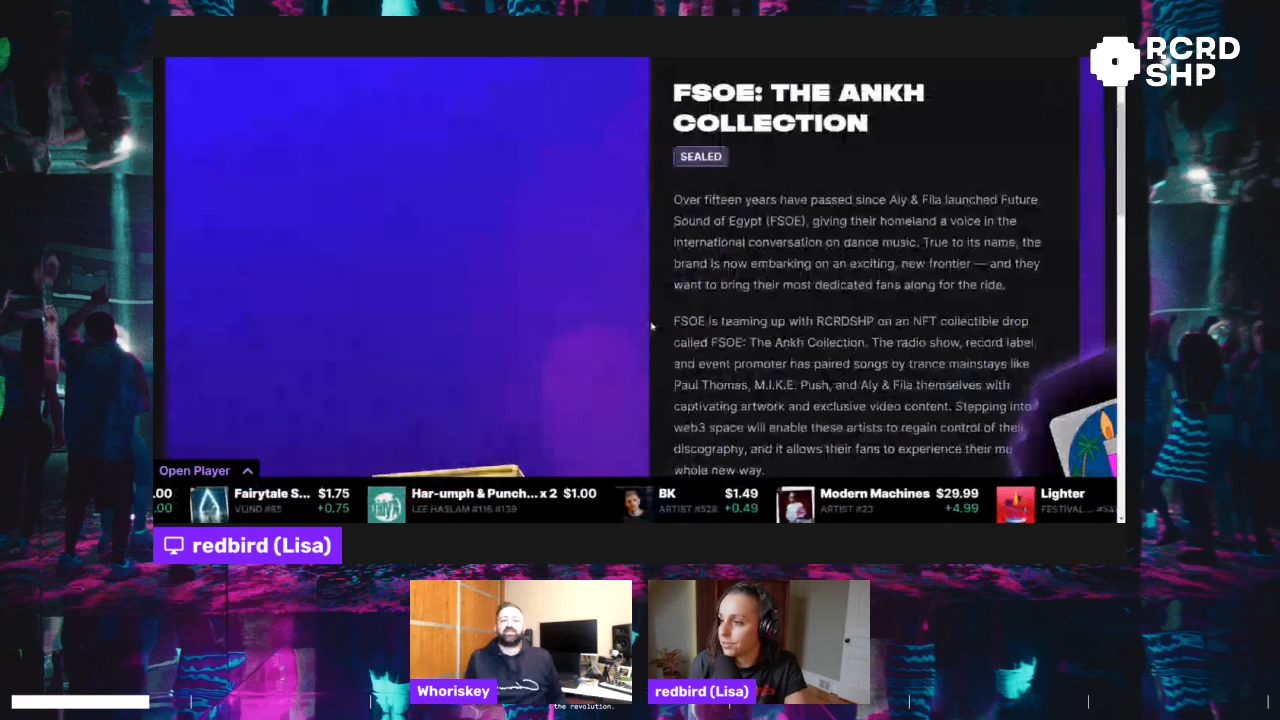 RCRD
SHP
FSOE: THE ANKH
COLLECTION
SEALED
Over fifteen years have passed since Aly & Fila launched Future
Sound of Egypt (FSOE), giving their homeland a voice in the
international conversation on dance music. True to its name, the
brand is now embarking on an exciting, new frontier — and they
want to bring their most dedicated fans along for the ride.
FSOE is teaming up with RCRDSHP on an NFT collectible drop
called FSOE: The Ankh Collection. The radio show, record label,
and event promoter has paired songs by trance mainstays like
Paul Thomas, M.I.K.E. Push, and Aly & Fila themselves with
captivating artwork and exclusive video content. Stepping into
web3 space will enable these artists to regain control of their
discography, and it allows their fans to experience their mu
whole new way.
Open Player
.00 Fairytale S... $1.75 Har-umph & Punch... x 2 $1.00 BK $1.49 Modern Machines $29.99 Lighter
.00 VLIND #83 +0.75 LEE HASLAM #116 #139 ARTIST #528 +0.49 ARTIST #23 +4.99 FESTIVAL...
redbird (Lisa)
Whoriskey
redbird (Lisa)
the revolution.